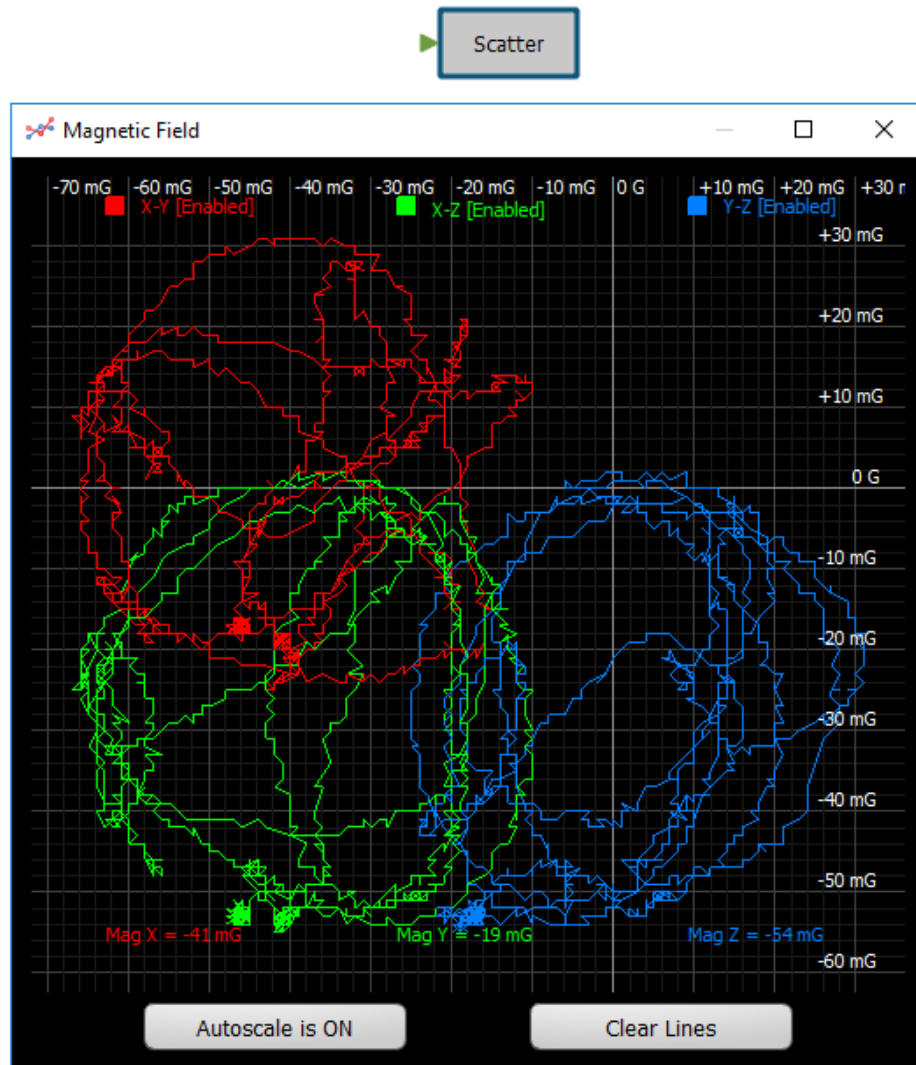 Scatter
Magnetic Field
-70 mG -60 mG -50 mG -40 mG -30 mG -20 mG -10 mG 0 G +10 mG +20 mG +30 m
X-Y [Enabled] X-Z [Enabled] Y-Z [Enabled]
+30 mG
+20 mG
+10 mG
0 G
-10 mG
-20 mG
-30 mG
-40 mG
-50 mG
Mag X = -41 mG Mag Y = -19 mG Mag Z = -54 mG
-60 mG
Autoscale is ON Clear Lines